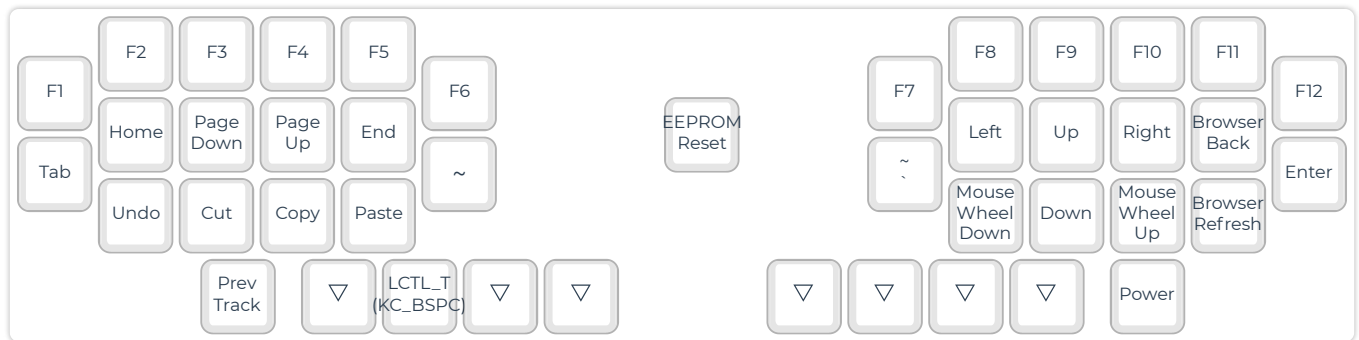 F2 F3 F4 F5 F8 F9 F10 F11
F1 F6 F7 F12
Home Page Down Page Up End EEPROM Reset Left Up Right Browser Back
Tab ~ ~ ` Enter
Undo Cut Copy Paste Mouse Wheel Down Down Mouse Wheel Up Browser Refresh
Prev Track ▽ LCTL_T (KC_BSPC) ▽ ▽ ▽ ▽ ▽ ▽ Power